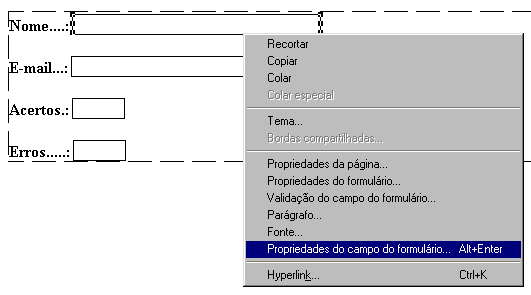 Nome....:
E-mail...:
Acertos.:
Erros.....:
Recortar
Copiar
Colar
Colar especial
Tema...
Bordas compartilhadas...
Propriedades da página...
Propriedades do formulário...
Validação do campo do formulário...
Parágrafo...
Fonte...
Propriedades do campo do formulário... Alt+Enter
Hyperlink... Ctrl+K